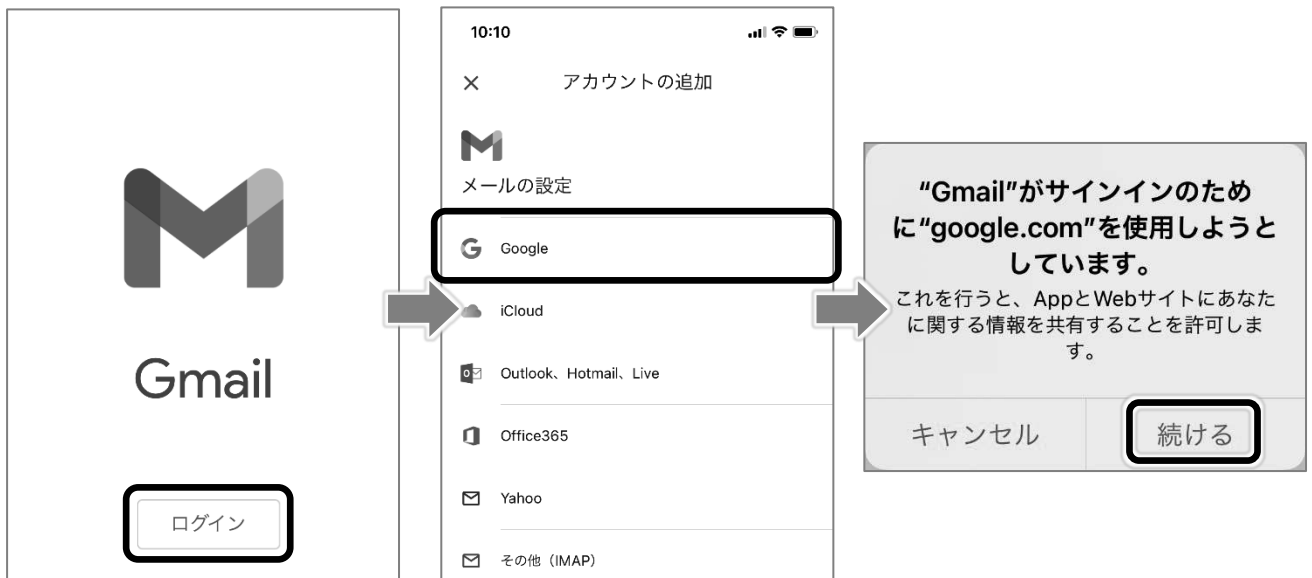 Gmail
ログイン
10:10
アカウントの追加
メールの設定
Google
iCloud
Outlook、Hotmail、Live
Office365
Yahoo
その他（IMAP）
“Gmail”がサインインのため
に“google.com”を使用しようと
しています。
これを行うと、AppとWebサイトにあなた
に関する情報を共有することを許可しま
す。
キャンセル
続ける